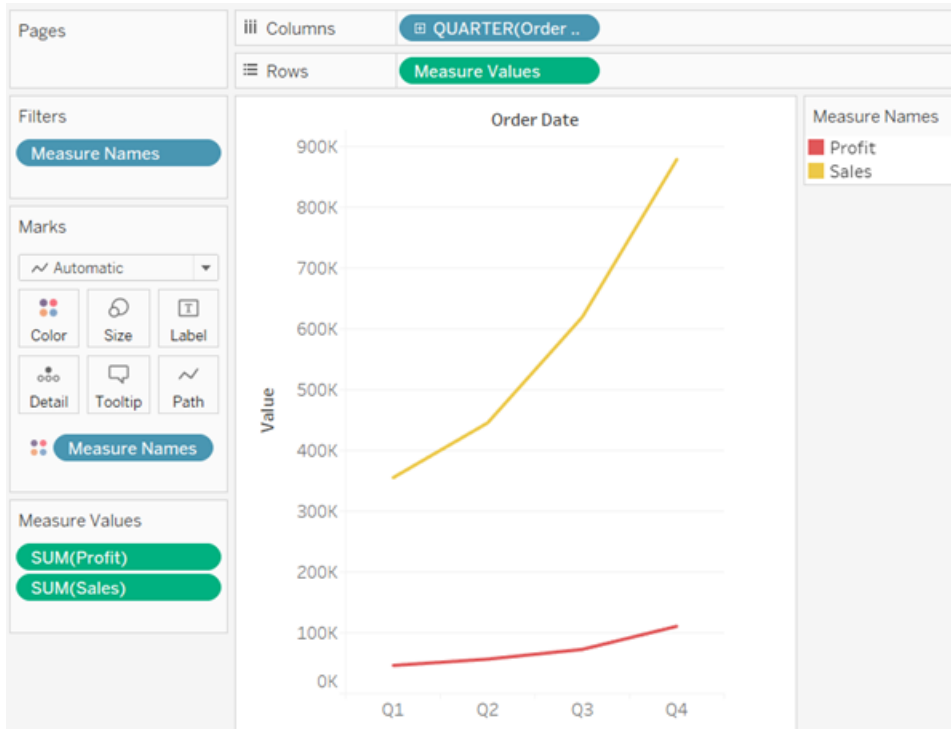 Pages
Columns
QUARTER(Order ..
Rows
Measure Values
Filters
Measure Names
Marks
Automatic
Color
Size
Label
Detail
Tooltip
Path
Measure Names
Measure Values
SUM(Profit)
SUM(Sales)
Order Date
Value
900K
800K
700K
600K
500K
400K
300K
200K
100K
0K
Q1
Q2
Q3
Q4
Measure Names
Profit
Sales